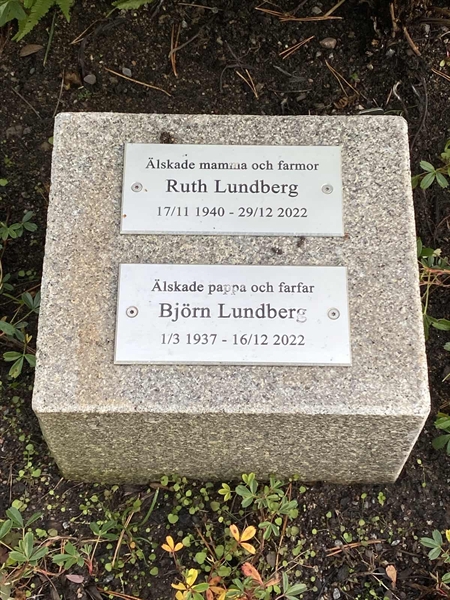 Älskade mamma och farmor
Ruth Lundberg
17/11 1940 - 29/12 2022
Älskade pappa och farfar
Björn Lundberg
1/3 1937 - 16/12 2022